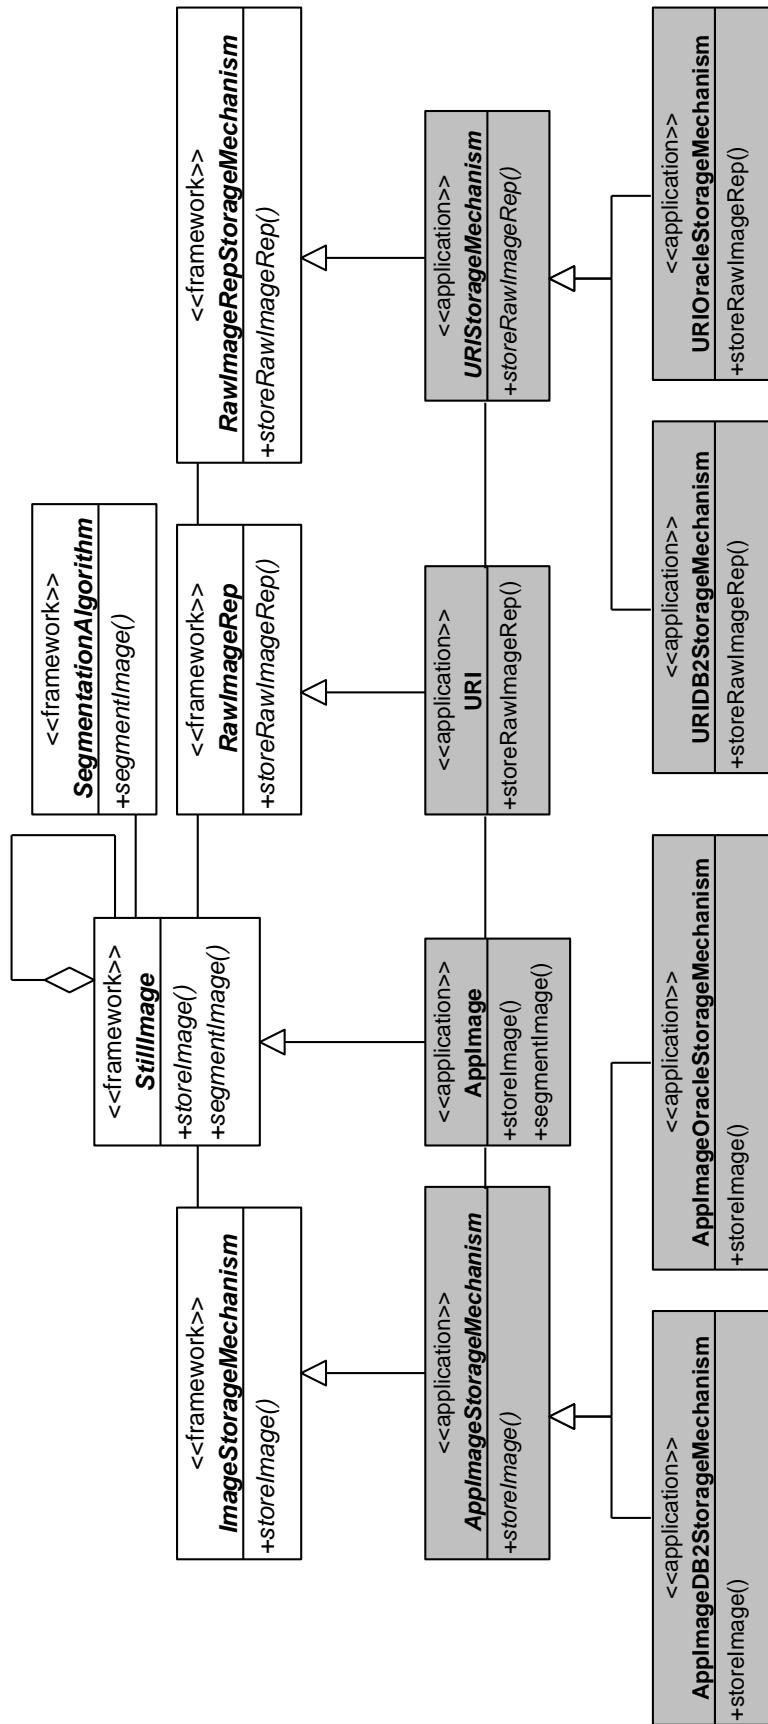 <<framework>>
SegmentationAlgorithm
+segmentImage()
<<framework>>
ImageStorageMechanism
+storeImage()
<<framework>>
StillImage
+storeImage()
+segmentImage()
<<framework>>
RawImageRep
+storeRawImageRep()
<<framework>>
RawImageRepStorageMechanism
+storeRawImageRep()
<<application>>
AppImageStorageMechanism
+storeImage()
<<application>>
AppImage
+storeImage()
+segmentImage()
<<application>>
URI
+storeRawImageRep()
<<application>>
URIStorageMechanism
+storeRawImageRep()
<<application>>
AppImageDB2StorageMechanism
+storeImage()
<<application>>
AppImageOracleStorageMechanism
+storeImage()
<<application>>
URIDB2StorageMechanism
+storeRawImageRep()
<<application>>
URIOracleStorageMechanism
+storeRawImageRep()